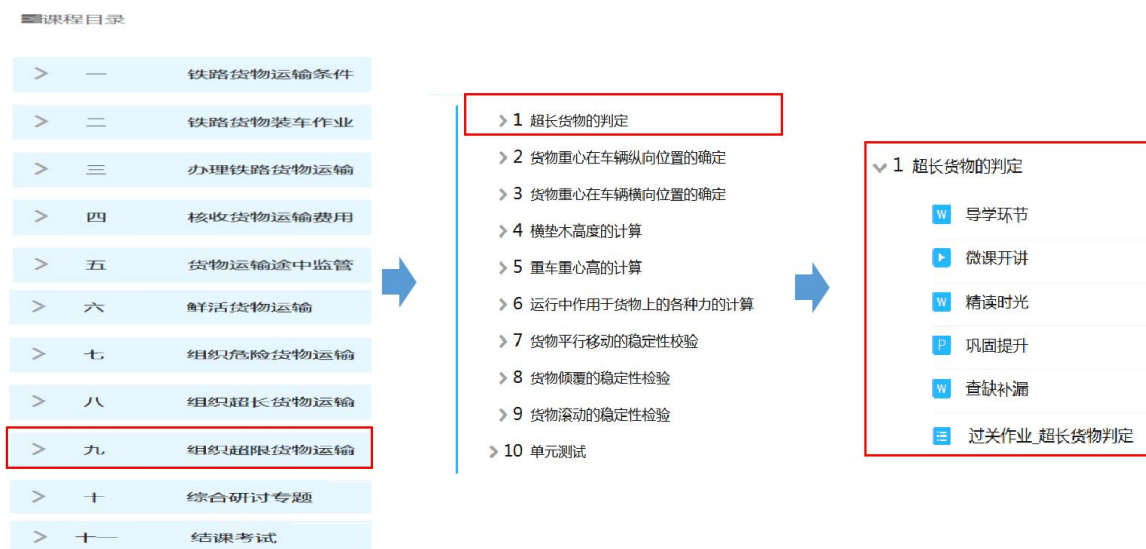 课程目录
> 一 铁路货物运输条件
> 二 铁路货物装车作业
> 三 办理铁路货物运输
> 四 核收货物运输费用
> 五 货物运输途中监管
> 六 鲜活货物运输
> 七 组织危险货物运输
> 八 组织超长货物运输
> 九 组织超限货物运输
> 十 综合研讨专题
> 十一 结课考试
1 超长货物的判定
2 货物重心在车辆纵向位置的确定
3 货物重心在车辆横向位置的确定
4 横垫木高度的计算
5 重车重心高的计算
6 运行中作用于货物上的各种力的计算
7 货物平行移动的稳定性校验
8 货物倾覆的稳定性检验
9 货物滚动的稳定性检验
10 单元测试
1 超长货物的判定
W 导学环节
微课开讲
W 精读时光
P 巩固提升
W 查缺补漏
过关作业_超长货物判定